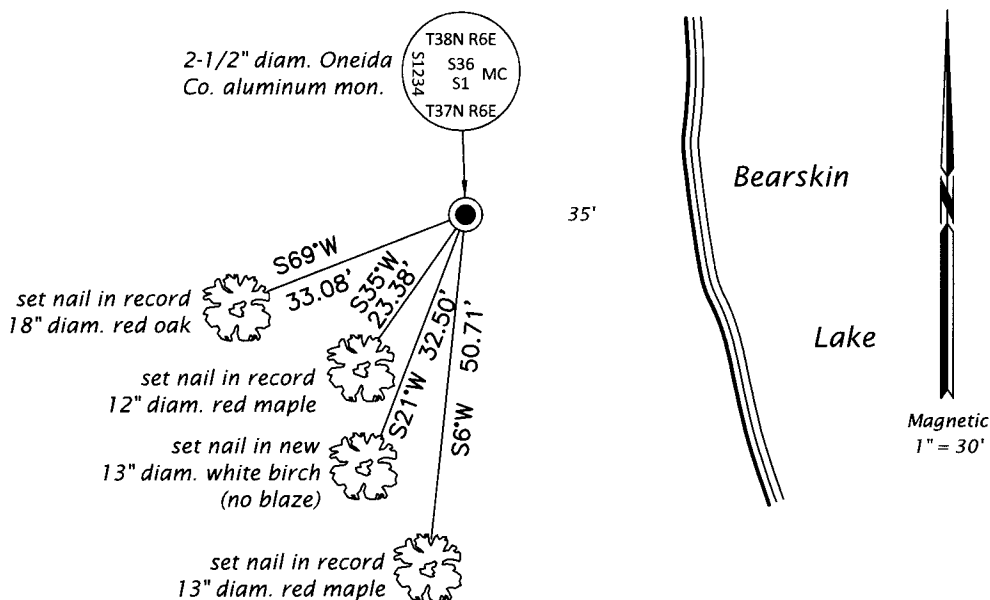 2-1/2" diam. Oneida
Co. aluminum mon.
T38N R6E
S1234
S36
S1
MC
T37N R6E
Bearskin
35'
S69°W
33.08'
S35°W
23.38'
set nail in record
18" diam. red oak
32.50'
S21°W
50.71'
S6°W
Lake
set nail in record
12" diam. red maple
Magnetic
1" = 30'
set nail in new
13" diam. white birch
(no blaze)
set nail in record
13" diam. red maple
N